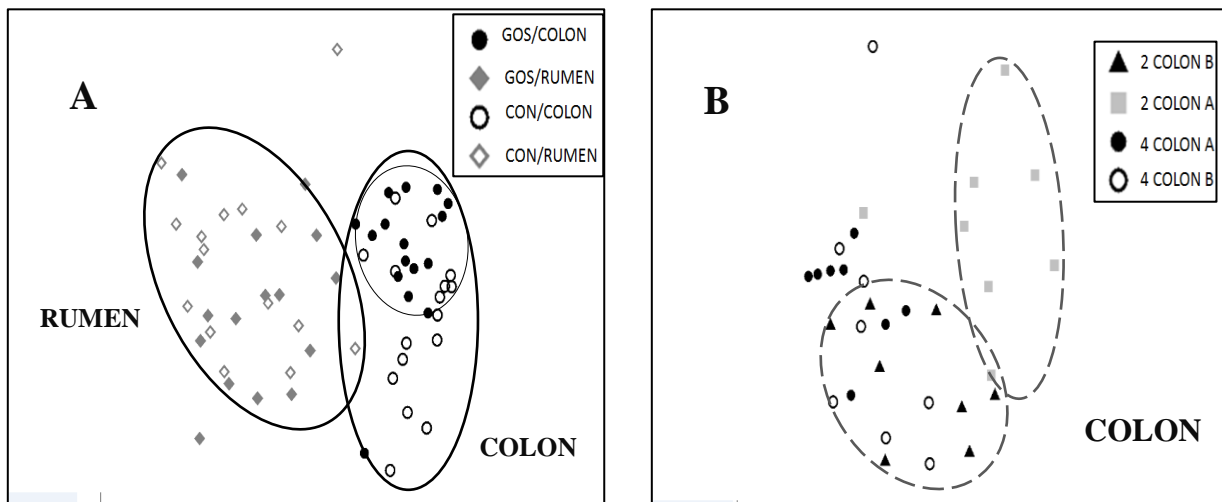 A
GOS/COLON
GOS/RUMEN
CON/COLON
CON/RUMEN
RUMEN
COLON
B
2 COLON B
2 COLON A
4 COLON A
4 COLON B
COLON